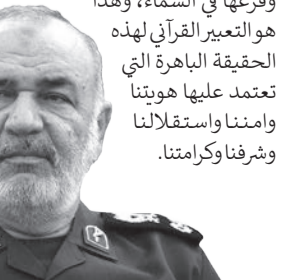 وفرعها في السماء، وهذا
هو التعبير القرآني لهذه
الحقيقة الباهرة التي
تعتمد عليها هويتنا
وامننا واستقلالنا
وشرفنا وكرامتنا.